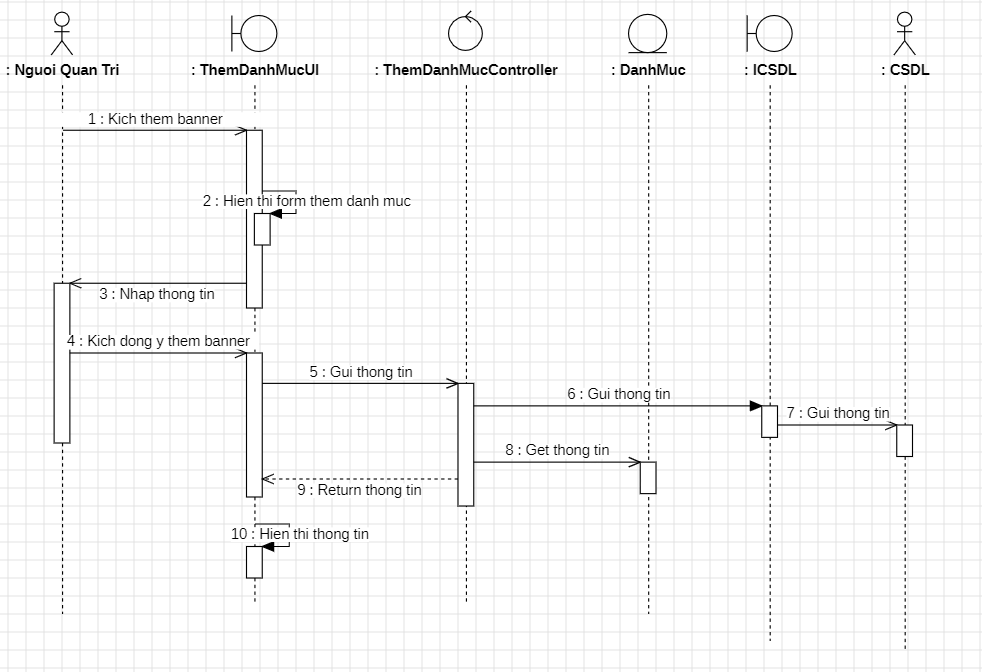 : Nguoi Quan Tri
: ThemDanhMucUI
: ThemDanhMucController
: DanhMuc
: ICSDL
: CSDL
1 : Kich them banner
2 : Hien thi form them danh muc
3 : Nhap thong tin
4 : Kich dong y them banner
5 : Gui thong tin
6 : Gui thong tin
7 : Gui thong tin
8 : Get thong tin
9 : Return thong tin
10 : Hien thi thong tin